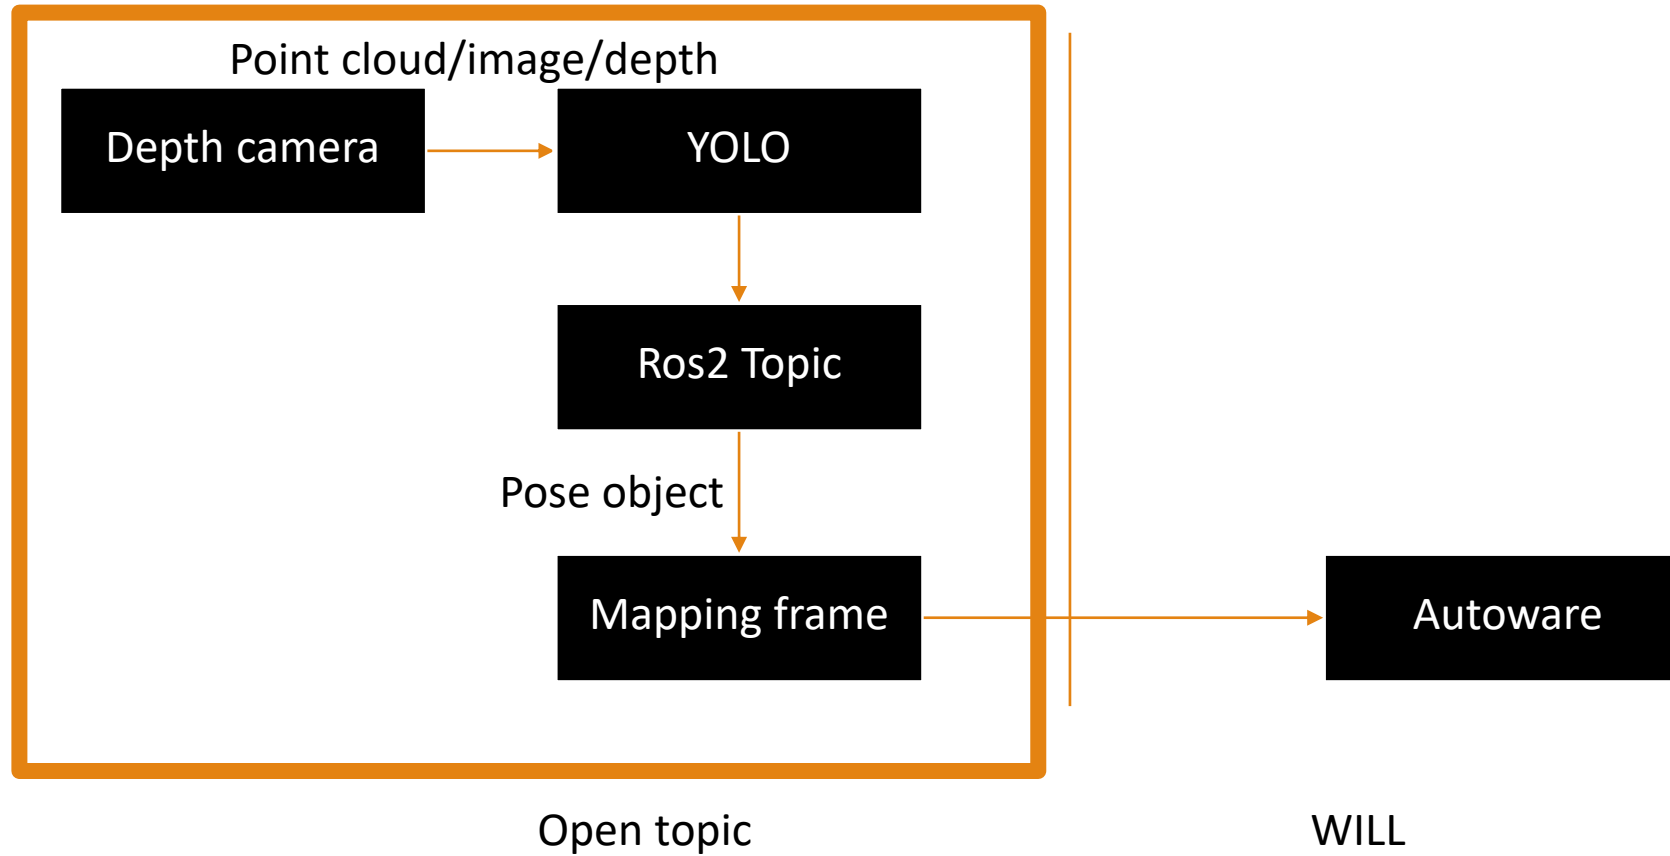 Point cloud/image/depth
Depth camera
YOLO
Ros2 Topic
Pose object
Mapping frame
Autoware
Open topic
WILL